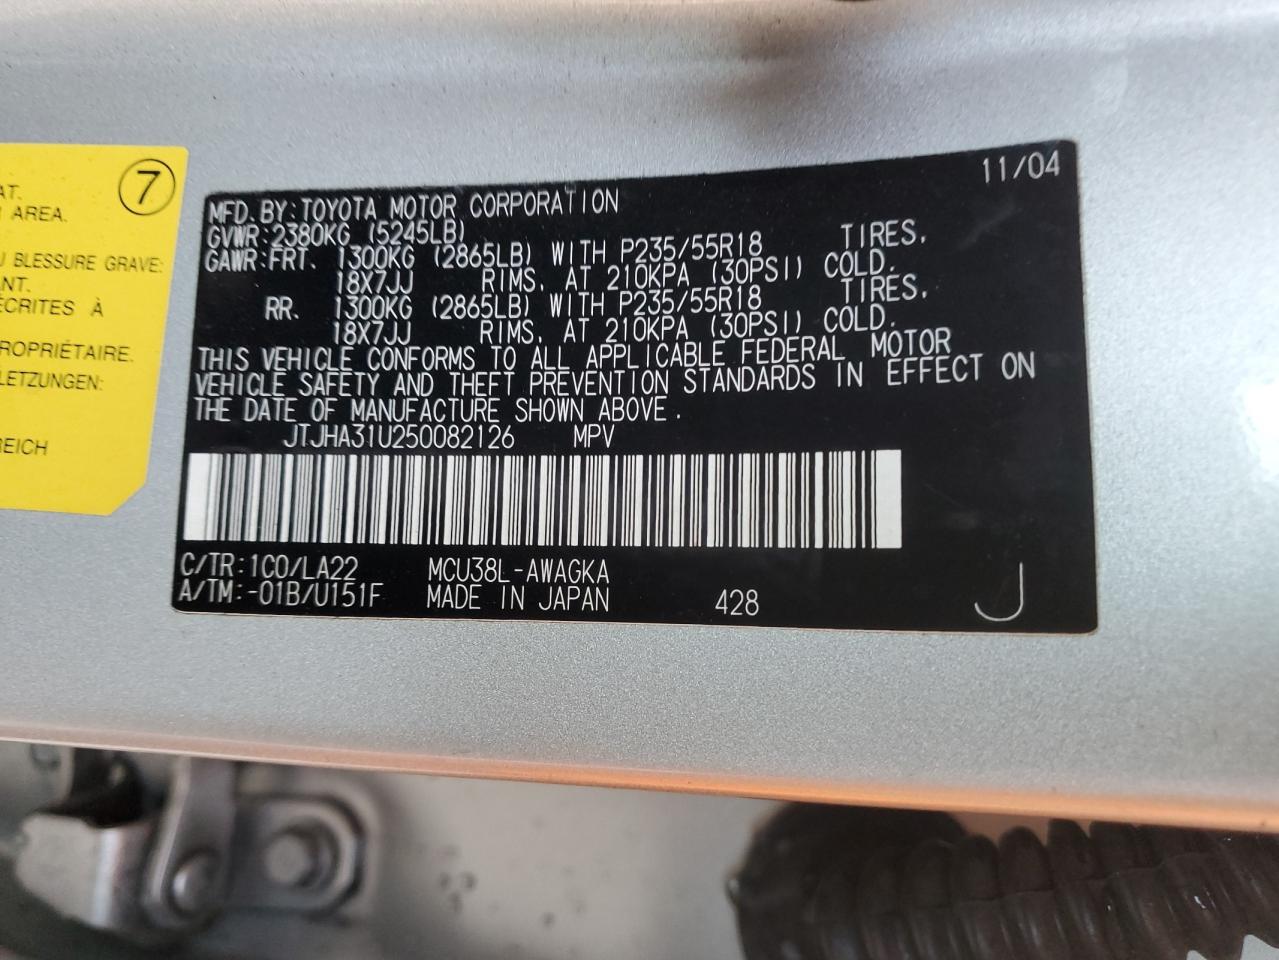 7
AT.
AREA.
BLESSURE GRAVE:
ANT.
ÉCRITES À
PROPRIÉTAIRE.
LETZUNGEN:
REICH
11/04
MFD. BY: TOYOTA MOTOR CORPORATION
GVWR: 2380KG (5245LB)
GAWR: FRT. 1300KG (2865LB) WITH P235/55R18 TIRES,
18X7JJ RIMS, AT 210KPA (30PSI) COLD.
RR. 1300KG (2865LB) WITH P235/55R18 TIRES,
18X7JJ RIMS, AT 210KPA (30PSI) COLD.
THIS VEHICLE CONFORMS TO ALL APPLICABLE FEDERAL MOTOR
VEHICLE SAFETY AND THEFT PREVENTION STANDARDS IN EFFECT ON
THE DATE OF MANUFACTURE SHOWN ABOVE.
JTJHA31U250082126 MPV
C/TR: 1C0/LA22 MCU38L-AWAGKA
A/TM: -01B/U151F MADE IN JAPAN 428 J